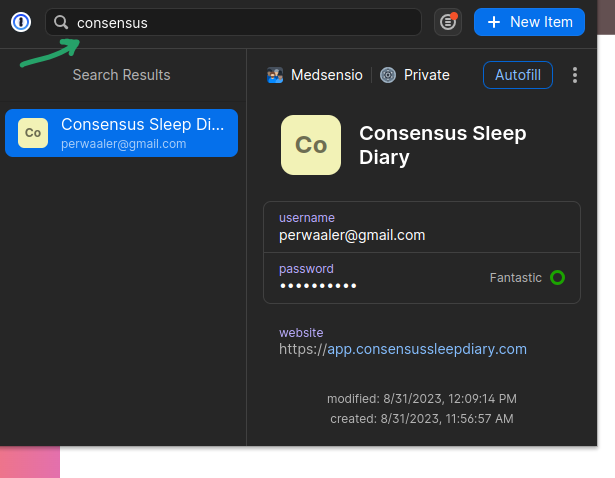 consensus
New Item
Search Results
Medsensio
Private
Autofill
Co
Consensus Sleep Di...
perwaaler@gmail.com
Co
Consensus Sleep
Diary
username
perwaaler@gmail.com
password
••••••••••
Fantastic
website
https://app.consensussleepdiary.com
modified: 8/31/2023, 12:09:14 PM
created: 8/31/2023, 11:56:57 AM